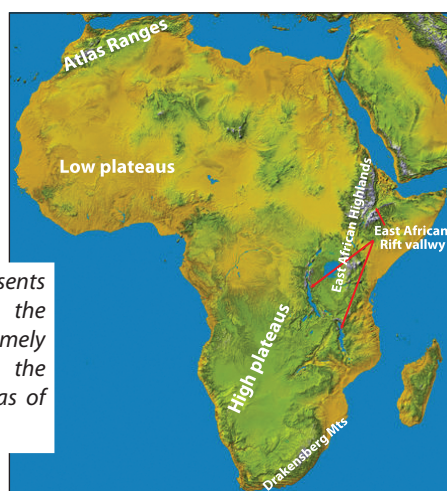 Atlas Ranges
Low plateaus
East African Highlands
East African
Rift vallwy
High plateaus
Drakensberg Mts
sents
the
mely
the
as of